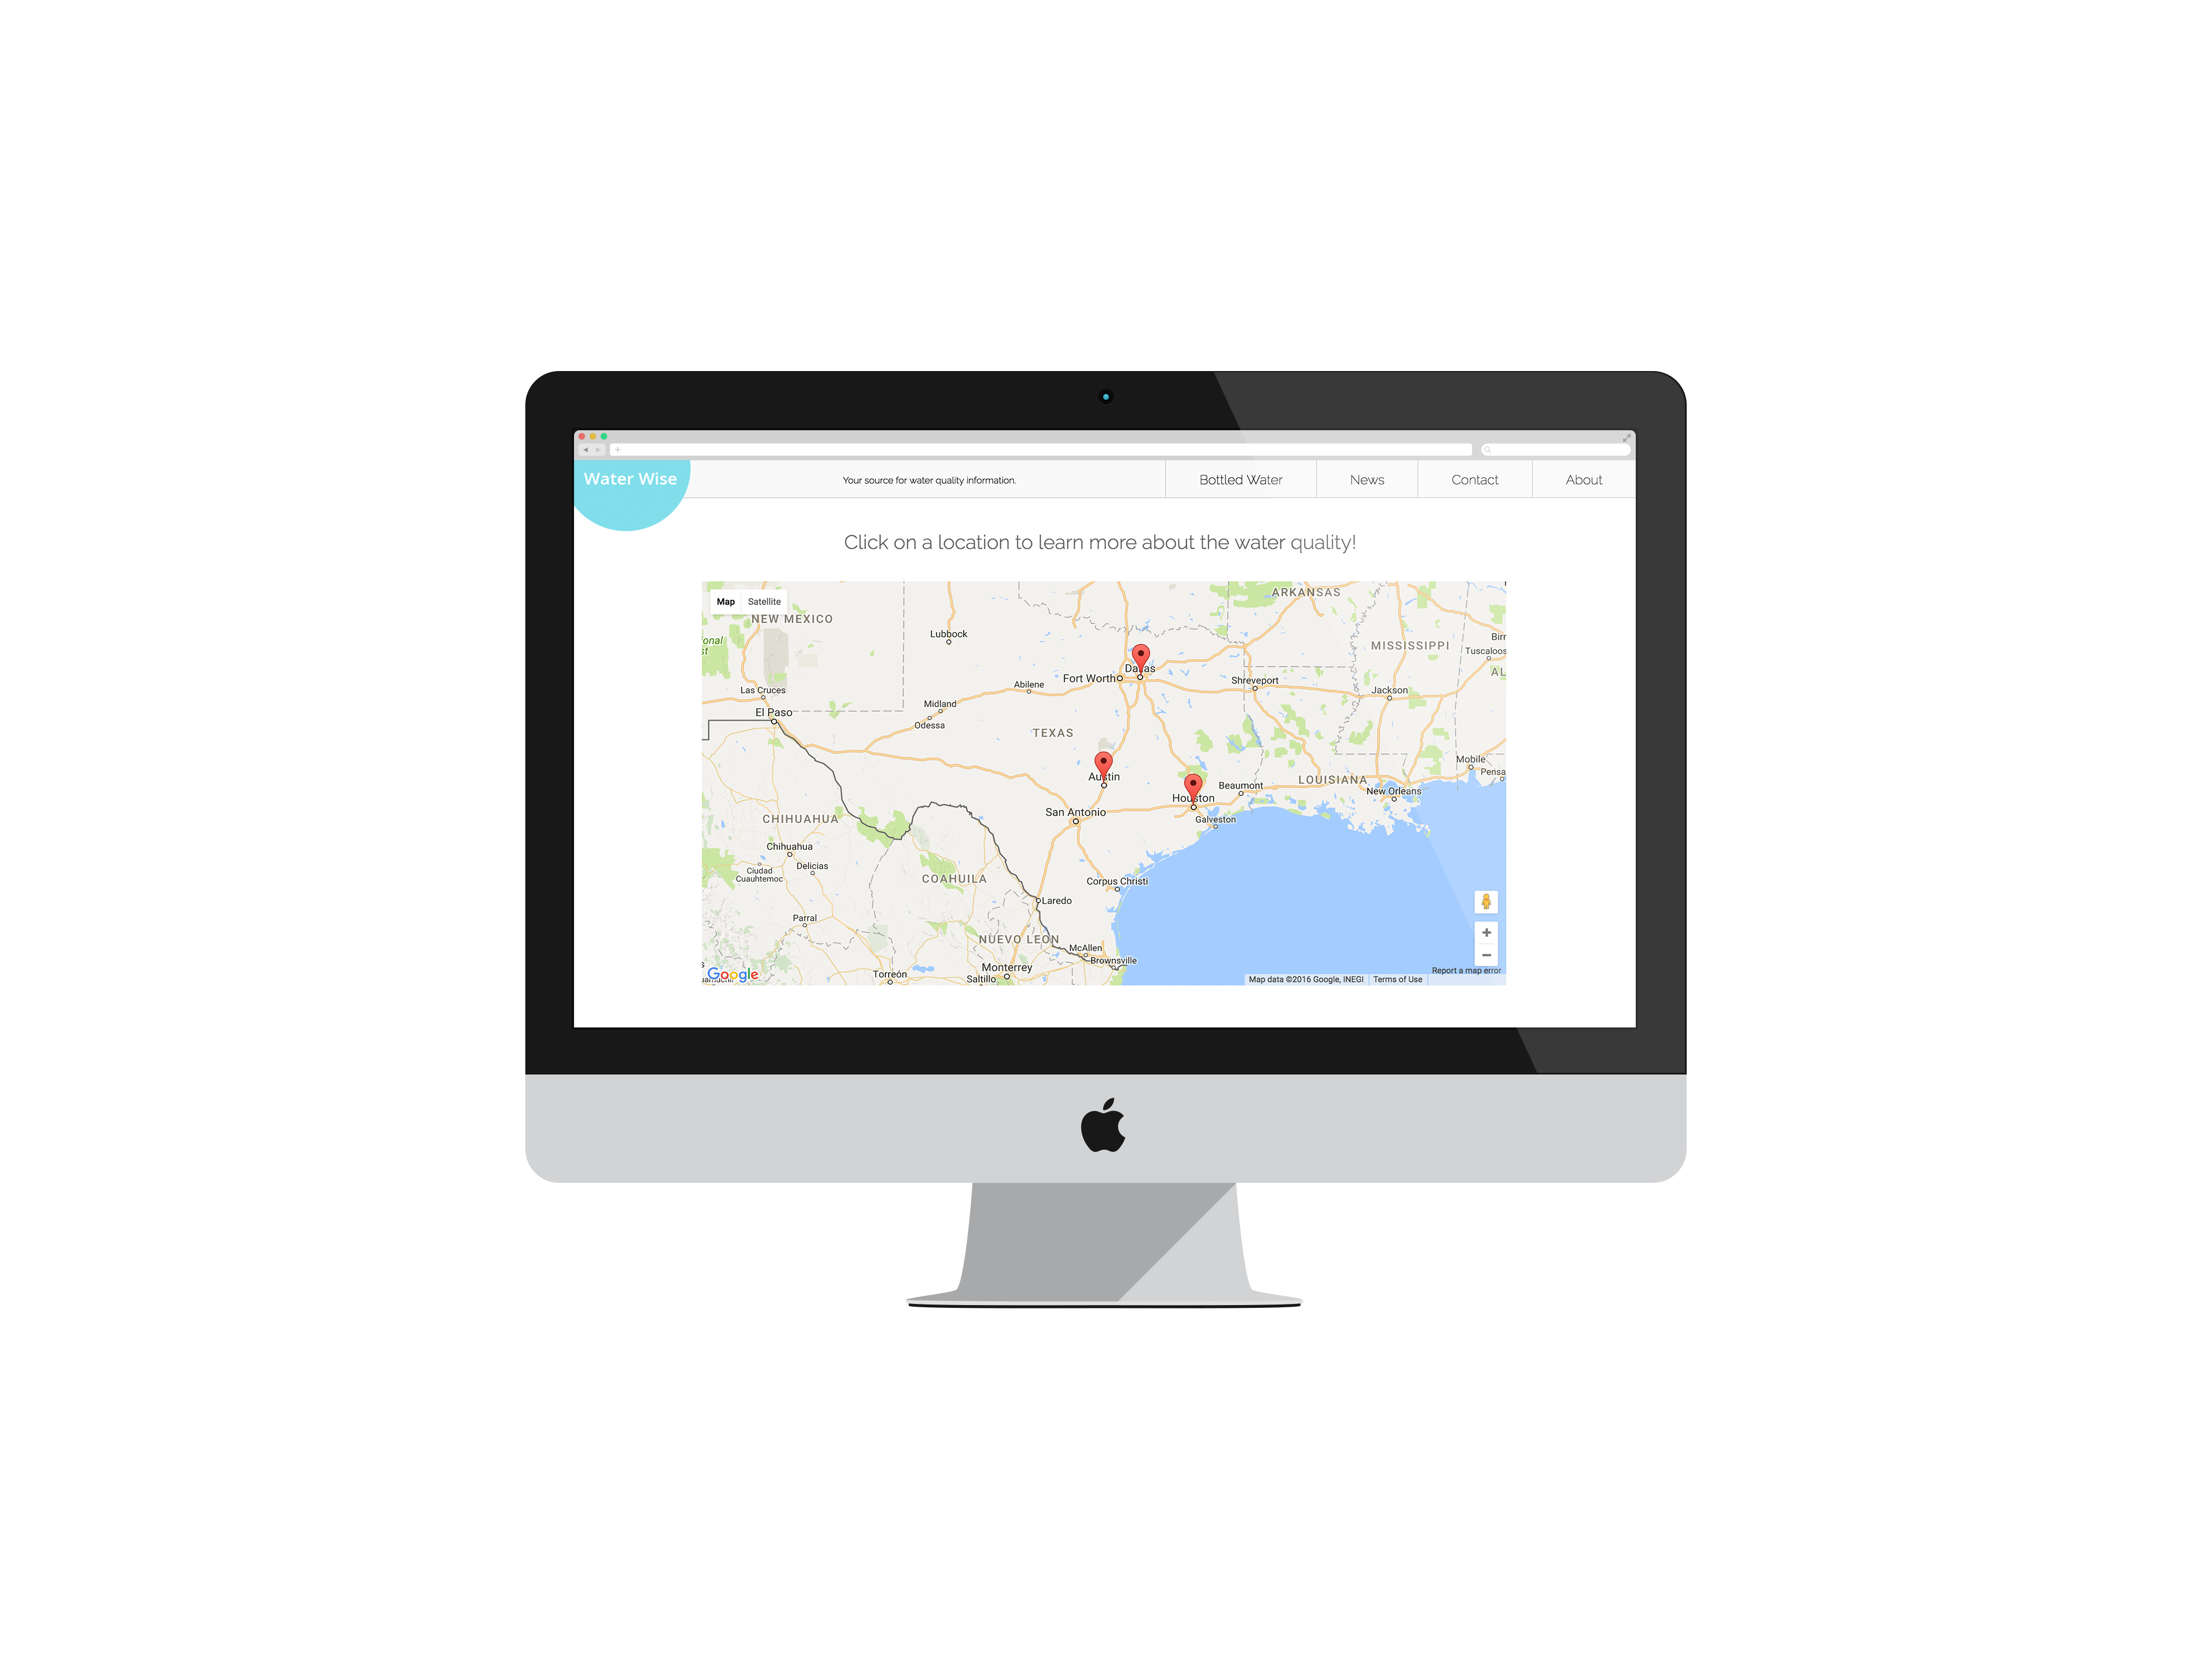 Water Wise
Your source for water quality information.
Bottled Water
News
Contact
About
Click on a location to learn more about the water quality!
Map
Satellite
ARKANSAS
NEW MEXICO
Lubbock
MISSISSIPPI
Dallas
Fort Worth
Abilene
Shreveport
Las Cruces
Jackson
Midland
El Paso
Odessa
TEXAS
Mobile
Austin
LOUISIANA
Beaumont
New Orleans
Houston
San Antonio
CHIHUAHUA
Galveston
Chihuahua
Delicias
Ciudad
Cuauhtemoc
COAHUILA
Corpus Christi
Laredo
Parral
NUEVO LEON
McAllen
Brownsville
Monterrey
Torreón
Saltillo
Google
Report a map error
Map data ©2016 Google, INEGI
Terms of Use